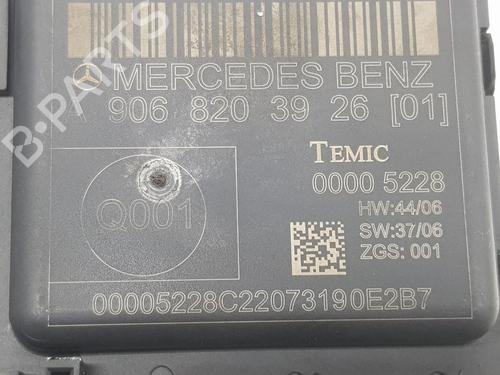 MERCEDES BENZ
A 906 820 39 26 [01]
TEMIC
0000 5228
HW:44/06
SW:37/06
ZGS: 001
Q001
00005228C22073190E2B7
B-PARTS